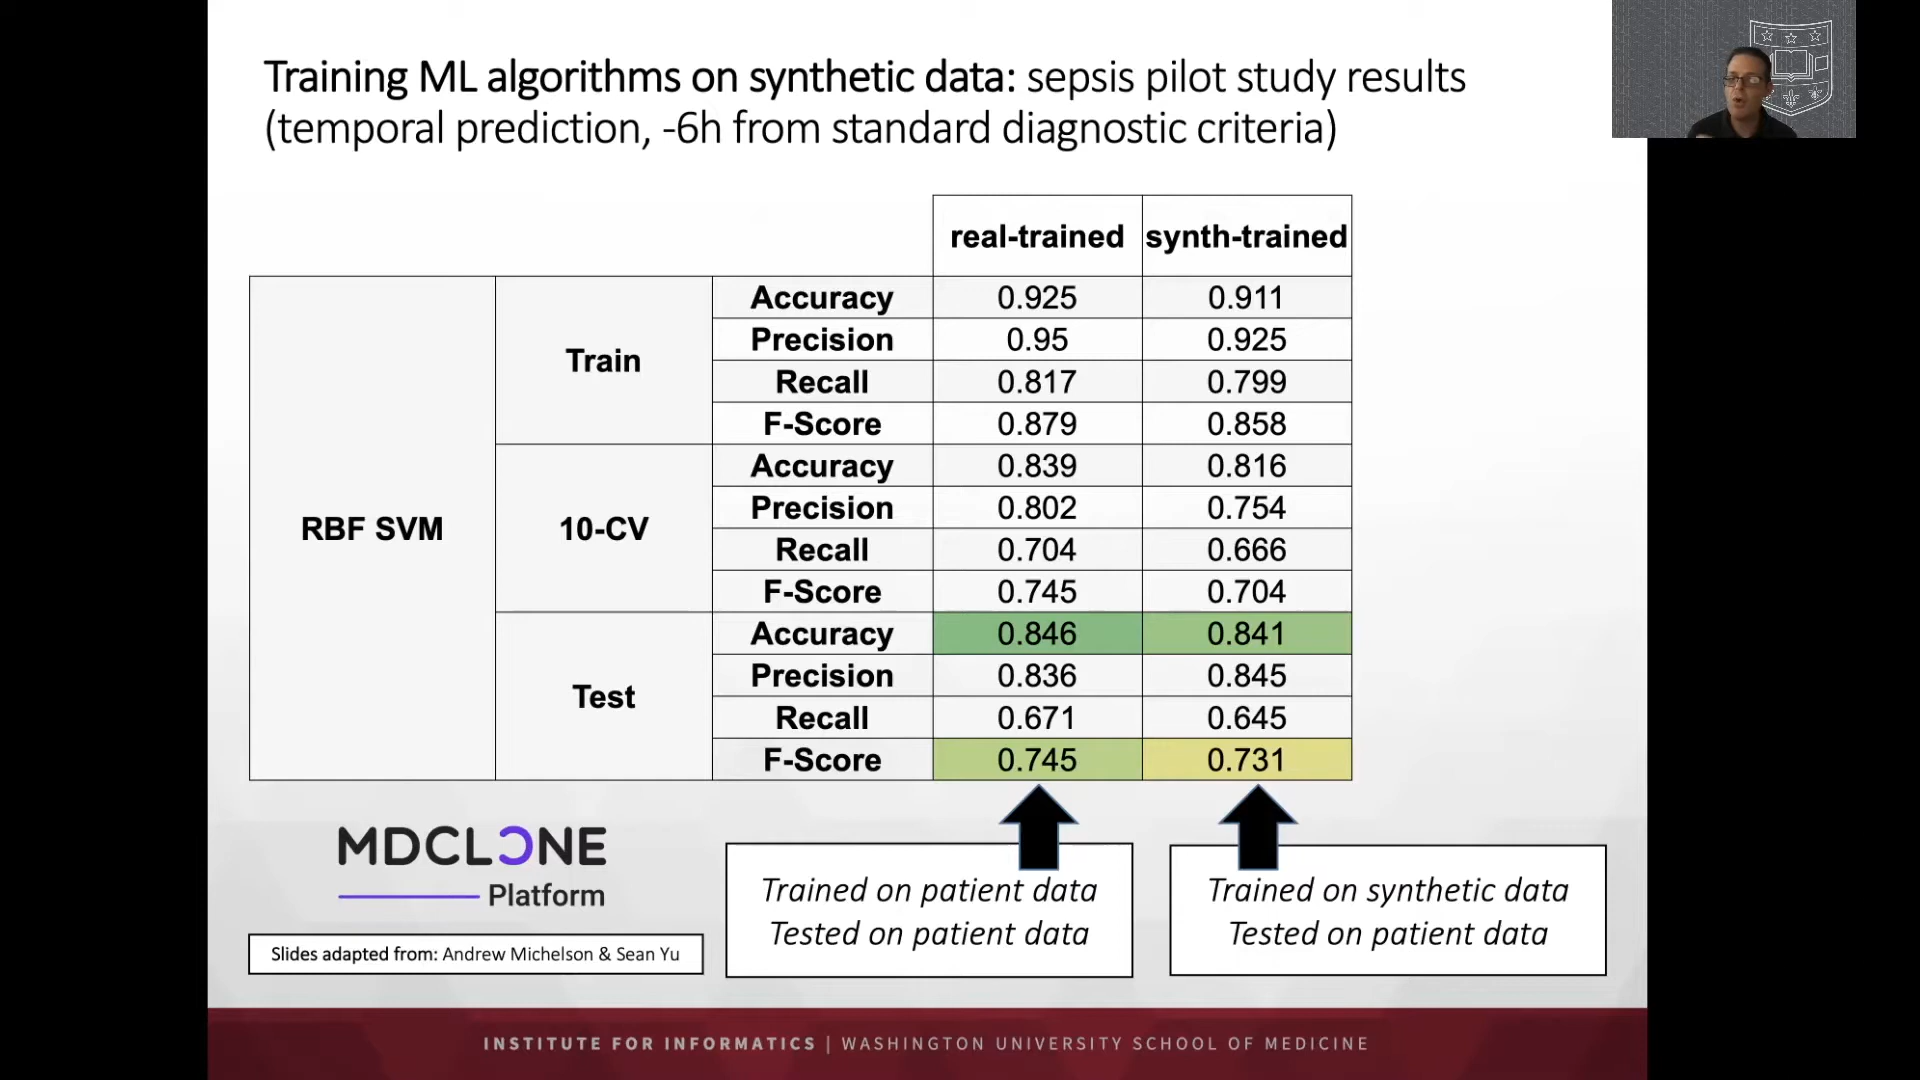 Training ML algorithms on synthetic data: sepsis pilot study results
(temporal prediction, -6h from standard diagnostic criteria)
real-trained synth-trained
RBF SVM
Train
Accuracy 0.925 0.911
Precision 0.95 0.925
Recall 0.817 0.799
F-Score 0.879 0.858
10-CV
Accuracy 0.839 0.816
Precision 0.802 0.754
Recall 0.704 0.666
F-Score 0.745 0.704
Test
Accuracy 0.846 0.841
Precision 0.836 0.845
Recall 0.671 0.645
F-Score 0.745 0.731
MDCLONE
Platform
Slides adapted from: Andrew Michelson & Sean Yu
Trained on patient data
Tested on patient data
Trained on synthetic data
Tested on patient data
INSTITUTE FOR INFORMATICS | WASHINGTON UNIVERSITY SCHOOL OF MEDICINE